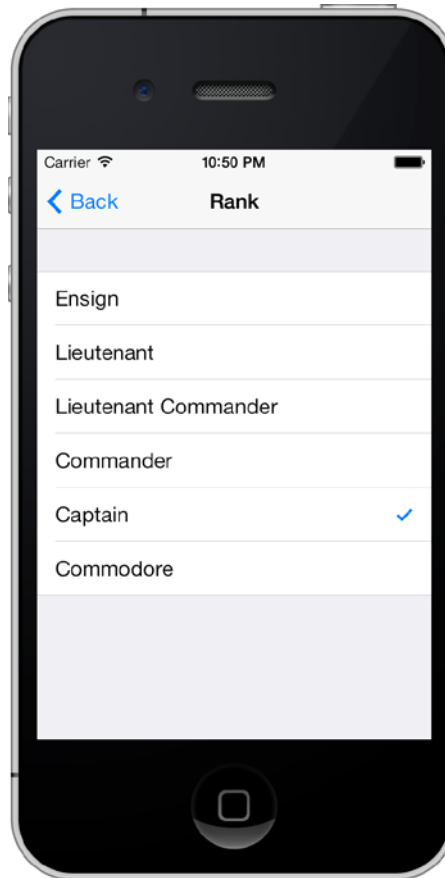 Carrier 10:50 PM
Back Rank
Ensign
Lieutenant
Lieutenant Commander
Commander
Captain
Commodore